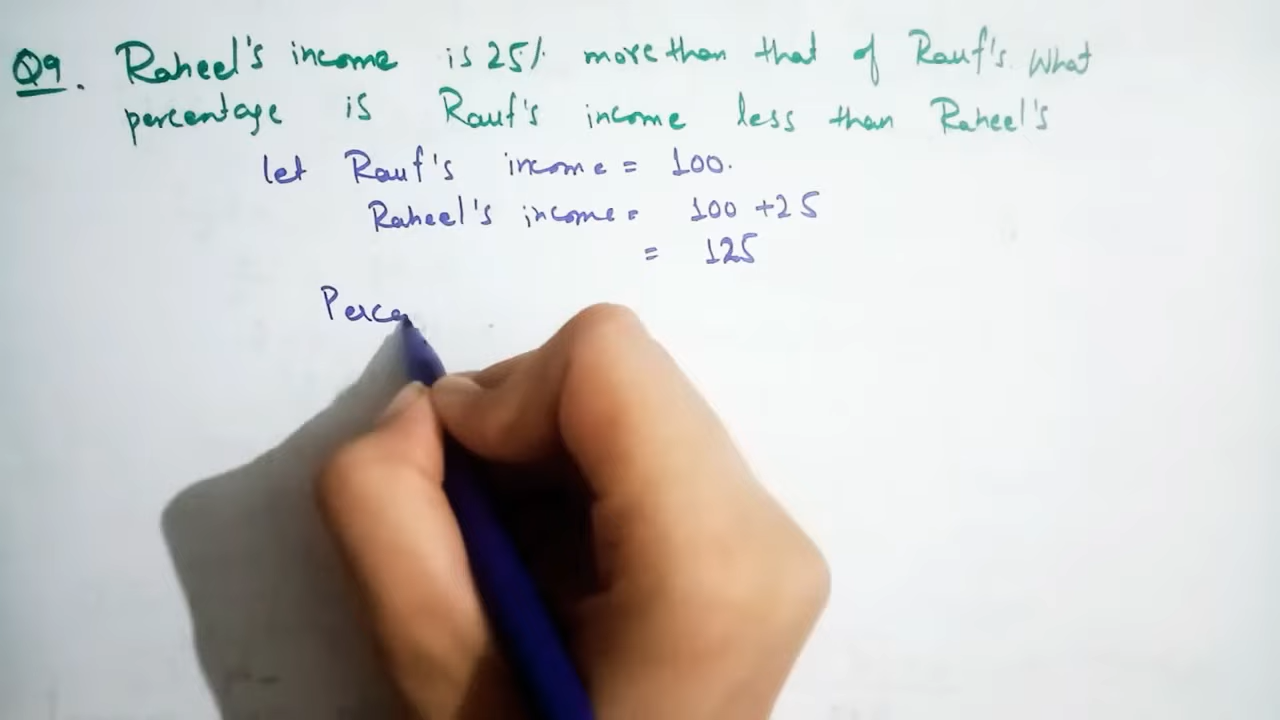 Q9. Raheel's income is 25% more than that of Rauf's. What
percentage is Rauf's income less than Raheel's
let Rauf's income = 100.
Raheel's income = 100 + 25
= 125
Perce